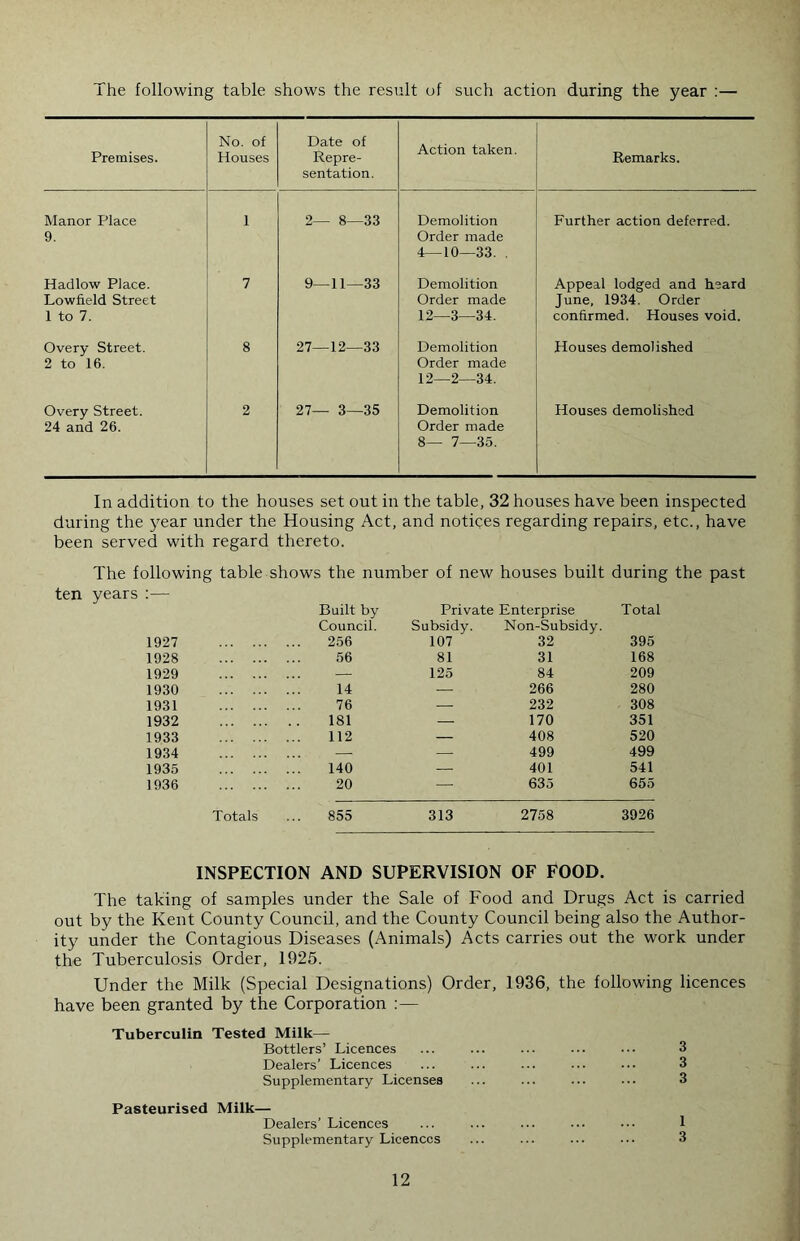 The following table shows the result of such action during the year :—
Premises. No. of Houses Date of Repre- sentation. Action taken. Remarks.
Manor Place 1 2— 8—33 Demolition Further action deferred.
9. Order made
4—10—33. .
Hadlow Place. 7 9—11—33 Demolition Appeal lodged and heard
Lowfield Street Order made June, 1934. Order
1 to 7. 12—3—34. confirmed. Houses void.
Overy Street. 8 27—12—33 Demolition Houses demolished
2 to 16. Order made
12—2—34.
Overy Street. 2 27— 3—35 Demolition Houses demolished
24 and 26. Order made
8— 7—35.
In addition to the houses set out in the table, 32 houses have been inspected
during the year under the Housing Act, and notices regarding repairs, etc., have
been served with regard thereto.
The following table shows the number of new houses built during the past
ten years :—
Built by Private Enterprise Total
Council. Subsidy. Non-Subsidy.
1927 ... ... ... 256 107 32 395
1928 ... ... ... 56 81 31 168
1929 ... ... ... — 125 84 209
1930 ... ... ... 14 — 266 280
1931 ... ... ... 76 — 232 308
1932 ... ... .. 181 — 170 351
1933 ... ... ... 112 — 408 520
1934 ... ... ... — — 499 499
1935 ... ... ... 140 — 401 541
1936 ... ... ... 20 — 635 655
Totals ... 855 313 2758 3926
INSPECTION AND SUPERVISION OF FOOD.
The taking of samples under the Sale of Food and Drugs Act is carried
out by the Kent County Council, and the County Council being also the Author-
ity under the Contagious Diseases (Animals) Acts carries out the work under
the Tuberculosis Order, 1925.
Under the Milk (Special Designations) Order, 1936, the following licences
have been granted by the Corporation :—
Tuberculin Tested Milk—
Bottlers' Licences ... ... ... ... ... 3
Dealers' Licences ... ... ... ... ... 3
Supplementary Licenses ... ... ... ... 3
Pasteurised Milk—
Dealers' Licences ... ... ... ... ... 1
Supplementary Licences ... ... ... ... 3
12